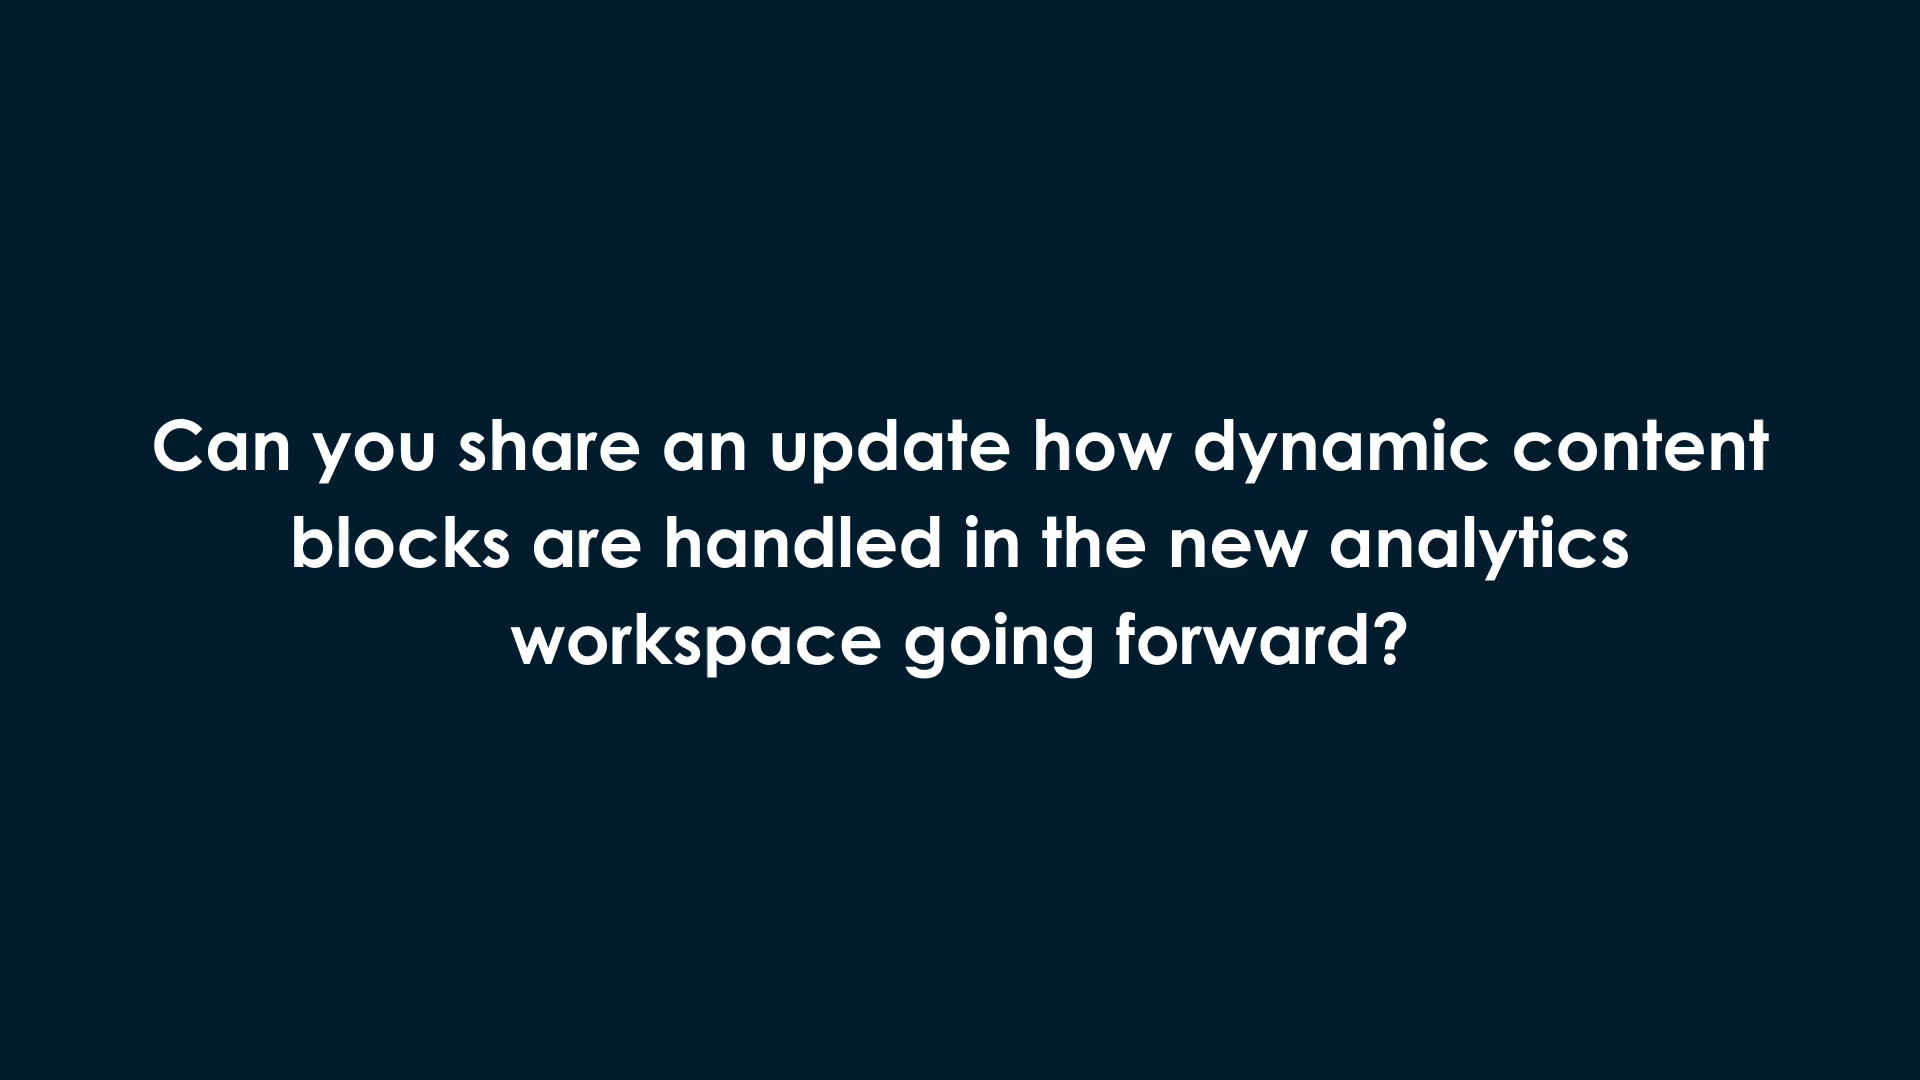 Can you share an update how dynamic content
blocks are handled in the new analytics
workspace going forward?